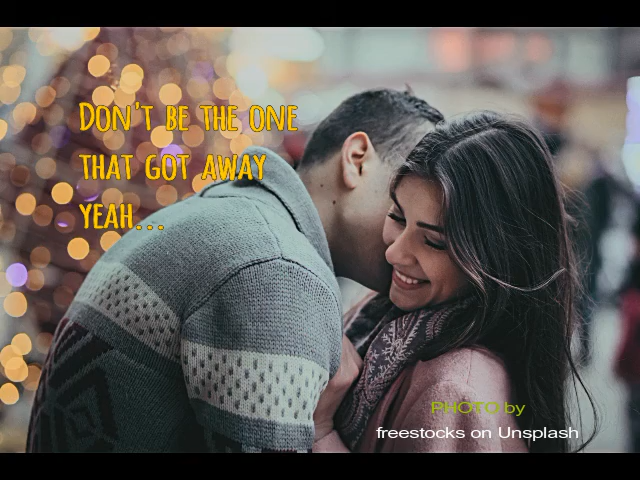 Don't be the one
that got away
yeah...
PHOTO by
freestocks on Unsplash